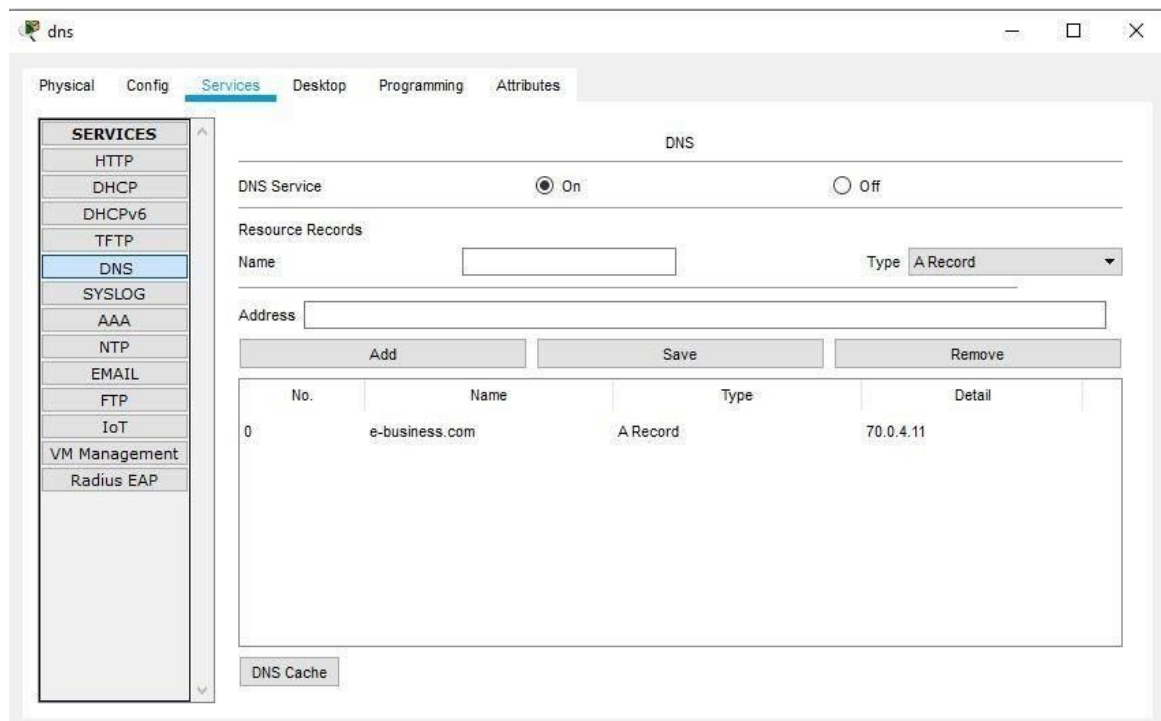 dns
Physical Config Services Desktop Programming Attributes
SERVICES
HTTP
DHCP
DHCPv6
TFTP
DNS
SYSLOG
AAA
NTP
EMAIL
FTP
IoT
VM Management
Radius EAP
DNS
DNS Service On Off
Resource Records
Name Type A Record
Address
Add Save Remove
No. Name Type Detail
0 e-business.com A Record 70.0.4.11
DNS Cache